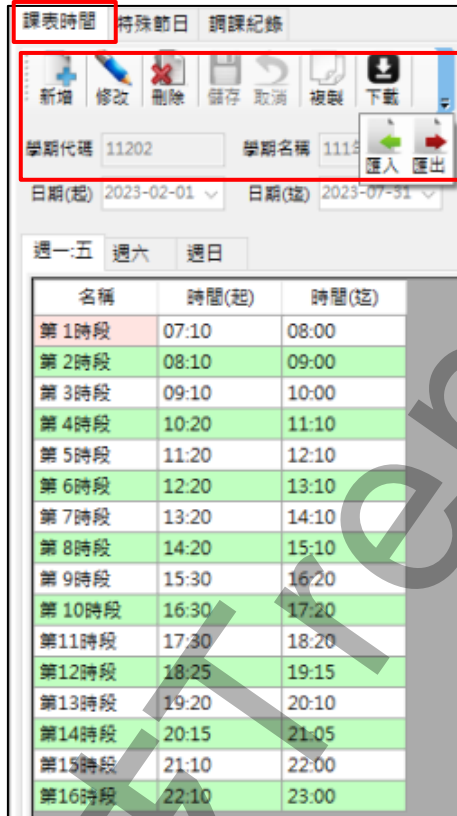 課表時間 特殊節日 調課紀錄
新增 修改 刪除 儲存 取消 複製 下載
匯入 匯出
學期代碼 11202 學期名稱 111
日期(起) 2023-02-01 日期(迄) 2023-07-31
週一:五 週六 週日
名稱 時間(起) 時間(迄)
第 1時段 07:10 08:00
第 2時段 08:10 09:00
第 3時段 09:10 10:00
第 4時段 10:20 11:10
第 5時段 11:20 12:10
第 6時段 12:20 13:10
第 7時段 13:20 14:10
第 8時段 14:20 15:10
第 9時段 15:30 16:20
第 10時段 16:30 17:20
第11時段 17:30 18:20
第12時段 18:25 19:15
第13時段 19:20 20:10
第14時段 20:15 21:05
第15時段 21:10 22:00
第16時段 22:10 23:00